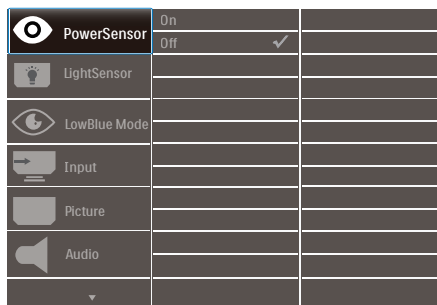 PowerSensor
On
Off
LightSensor
LowBlue Mode
Input
Picture
Audio